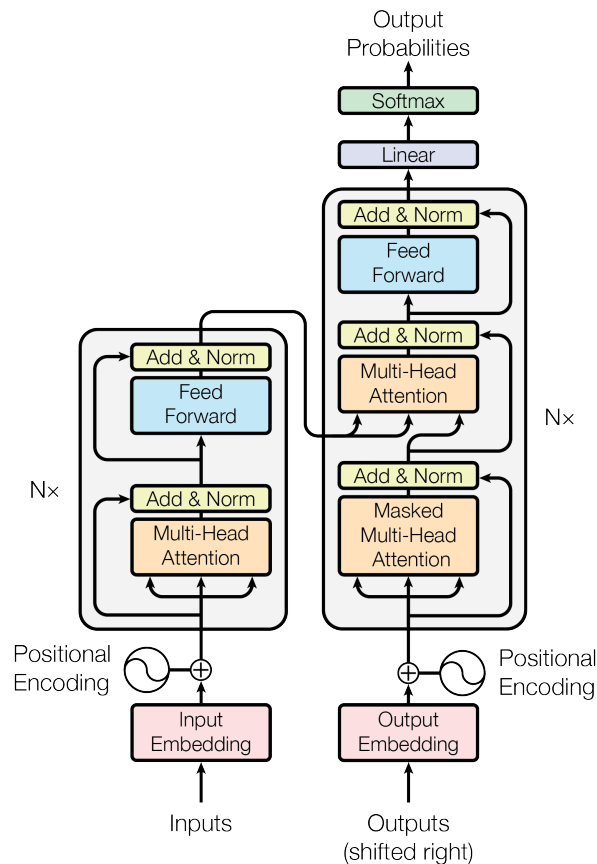 Output
Probabilities
Softmax
Linear
Add & Norm
Feed
Forward
Add & Norm
Multi-Head
Attention
Nx
Add & Norm
Masked
Multi-Head
Attention
Positional
Encoding
Output
Embedding
Outputs
(shifted right)
Add & Norm
Feed
Forward
Nx
Add & Norm
Multi-Head
Attention
Positional
Encoding
Input
Embedding
Inputs